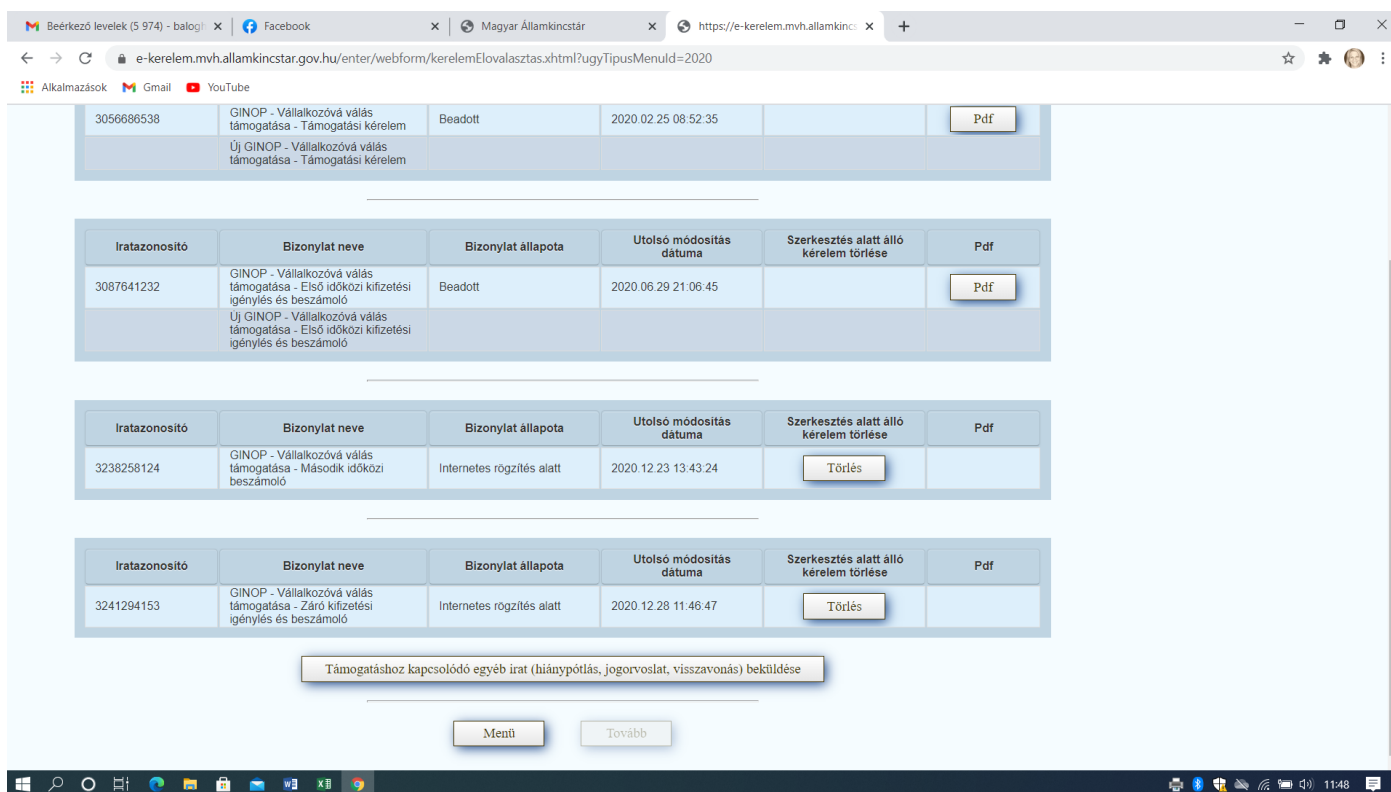 Beérkező levelek (5 974) - balogh
Facebook
Magyar Államkincstár
https://e-kerelem.mvh.allamkincs
e-kerelem.mvh.allamkincstar.gov.hu/enter/webform/kerelemElovalasztas.xhtml?ugyTipusMenuId=2020
Alkalmazások Gmail YouTube
3056686538 GINOP - Vállalkozóvá válás támogatása - Támogatási kérelem Beadott 2020.02.25 08:52:35 Pdf
Új GINOP - Vállalkozóvá válás támogatása - Támogatási kérelem
Iratazonosító Bizonylat neve Bizonylat állapota Utolsó módosítás dátuma Szerkesztés alatt álló kérelem törlése Pdf
3087641232 GINOP - Vállalkozóvá válás támogatása - Első időközi kifizetési igénylés és beszámoló Beadott 2020.06.29 21:06:45 Pdf
Új GINOP - Vállalkozóvá válás támogatása - Első időközi kifizetési igénylés és beszámoló
Iratazonosító Bizonylat neve Bizonylat állapota Utolsó módosítás dátuma Szerkesztés alatt álló kérelem törlése Pdf
3238258124 GINOP - Vállalkozóvá válás támogatása - Második időközi beszámoló Internetes rögzítés alatt 2020.12.23 13:43:24 Törlés
Iratazonosító Bizonylat neve Bizonylat állapota Utolsó módosítás dátuma Szerkesztés alatt álló kérelem törlése Pdf
3241294153 GINOP - Vállalkozóvá válás támogatása - Záró kifizetési igénylés és beszámoló Internetes rögzítés alatt 2020.12.28 11:46:47 Törlés
Támogatáshoz kapcsolódó egyéb irat (hiánypótlás, jogorvoslat, visszavonás) beküldése
Menü Tovább
11:48